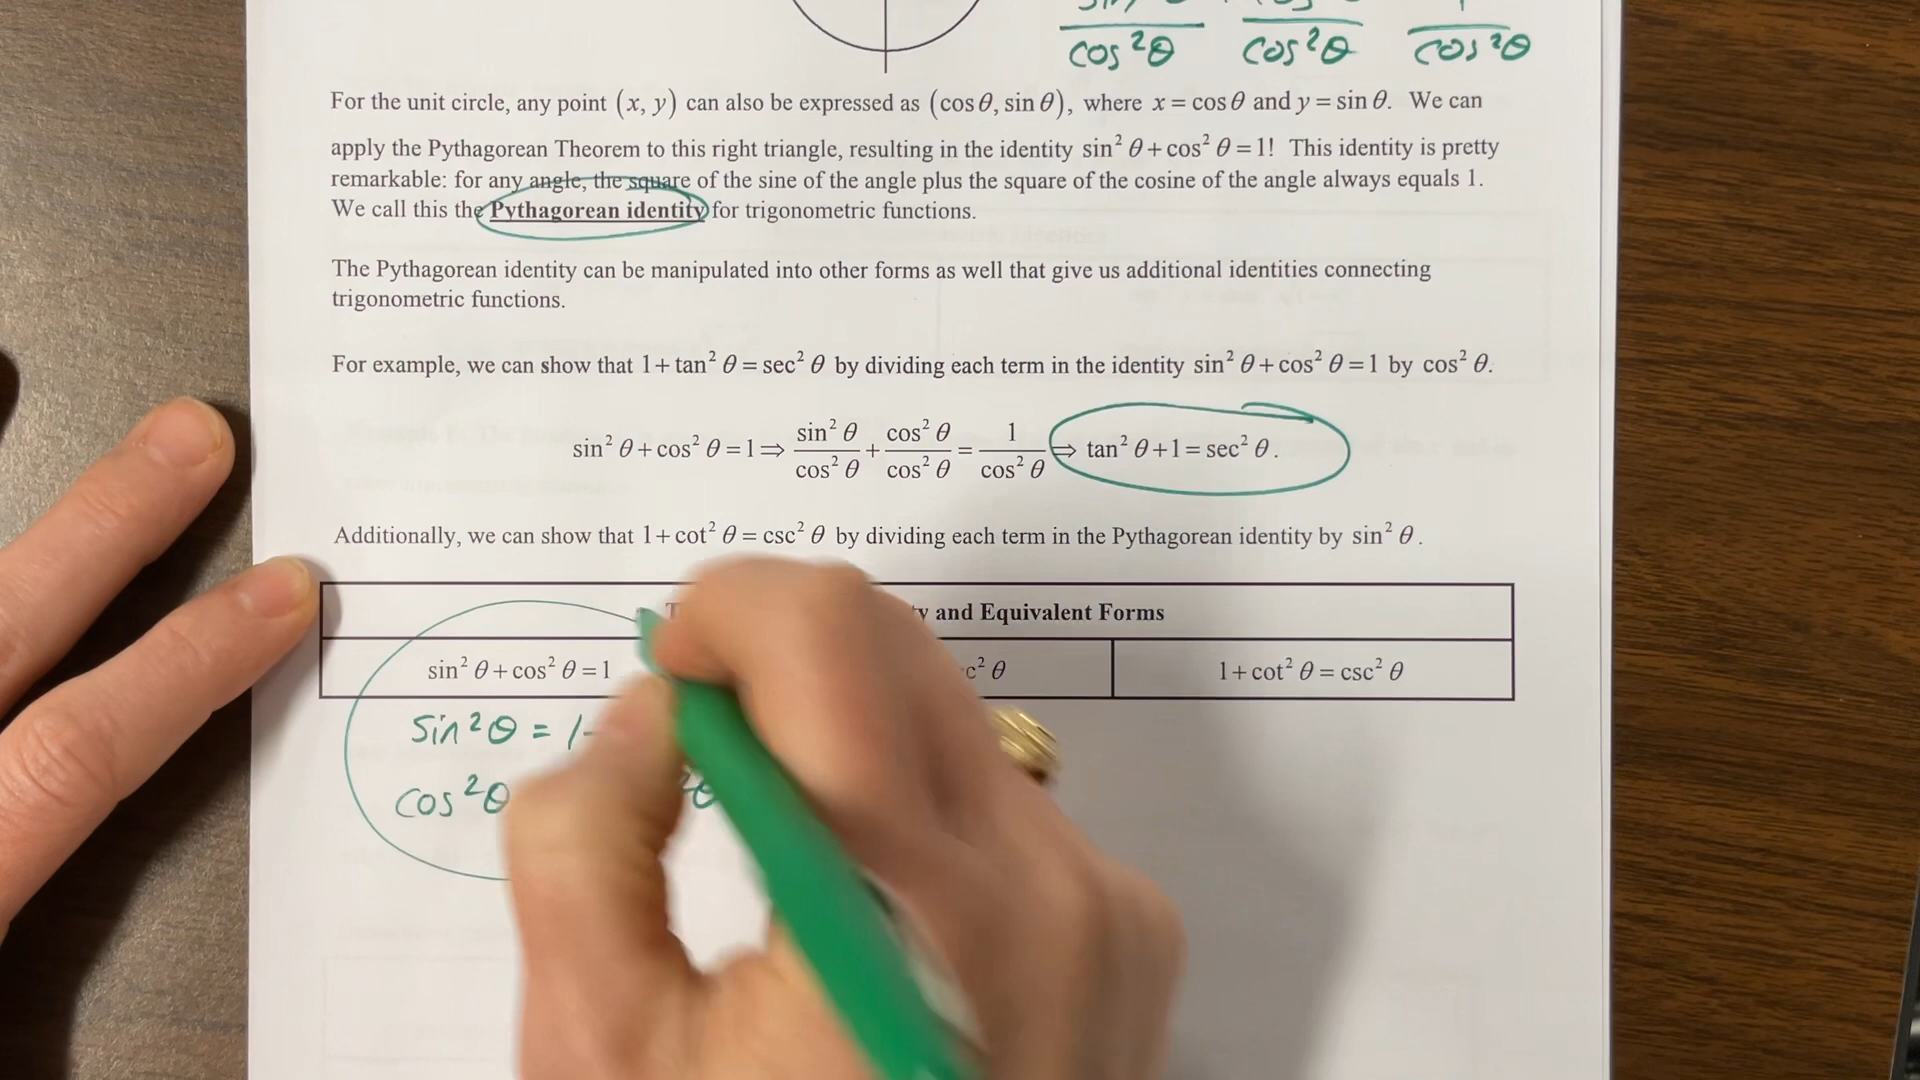 cos²θ cos²θ cos²θ
For the unit circle, any point (x, y) can also be expressed as (cos θ, sin θ), where x = cos θ and y = sin θ. We can
apply the Pythagorean Theorem to this right triangle, resulting in the identity sin² θ + cos² θ = 1! This identity is pretty
remarkable: for any angle, the square of the sine of the angle plus the square of the cosine of the angle always equals 1.
We call this the Pythagorean identity for trigonometric functions.
The Pythagorean identity can be manipulated into other forms as well that give us additional identities connecting
trigonometric functions.
For example, we can show that 1 + tan² θ = sec² θ by dividing each term in the identity sin² θ + cos² θ = 1 by cos² θ.
sin² θ + cos² θ = 1 ⇒ sin² θ / cos² θ + cos² θ / cos² θ = 1 / cos² θ ⇒ tan² θ + 1 = sec² θ.
Additionally, we can show that 1 + cot² θ = csc² θ by dividing each term in the Pythagorean identity by sin² θ.
and Equivalent Forms
sin² θ + cos² θ = 1
c² θ
1 + cot² θ = csc² θ
sin²θ = 1-
cos²θ ²θ